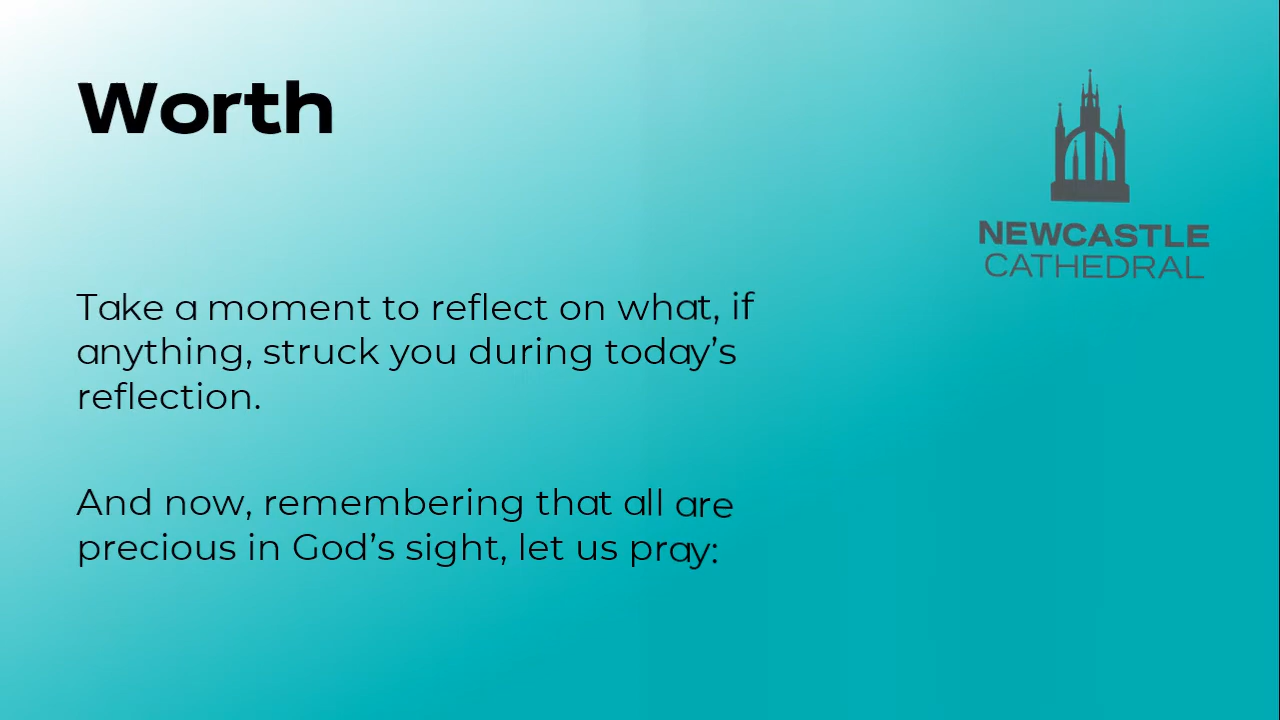 Worth
NEWCASTLE
CATHEDRAL
Take a moment to reflect on what, if
anything, struck you during today’s
reflection.
And now, remembering that all are
precious in God’s sight, let us pray: